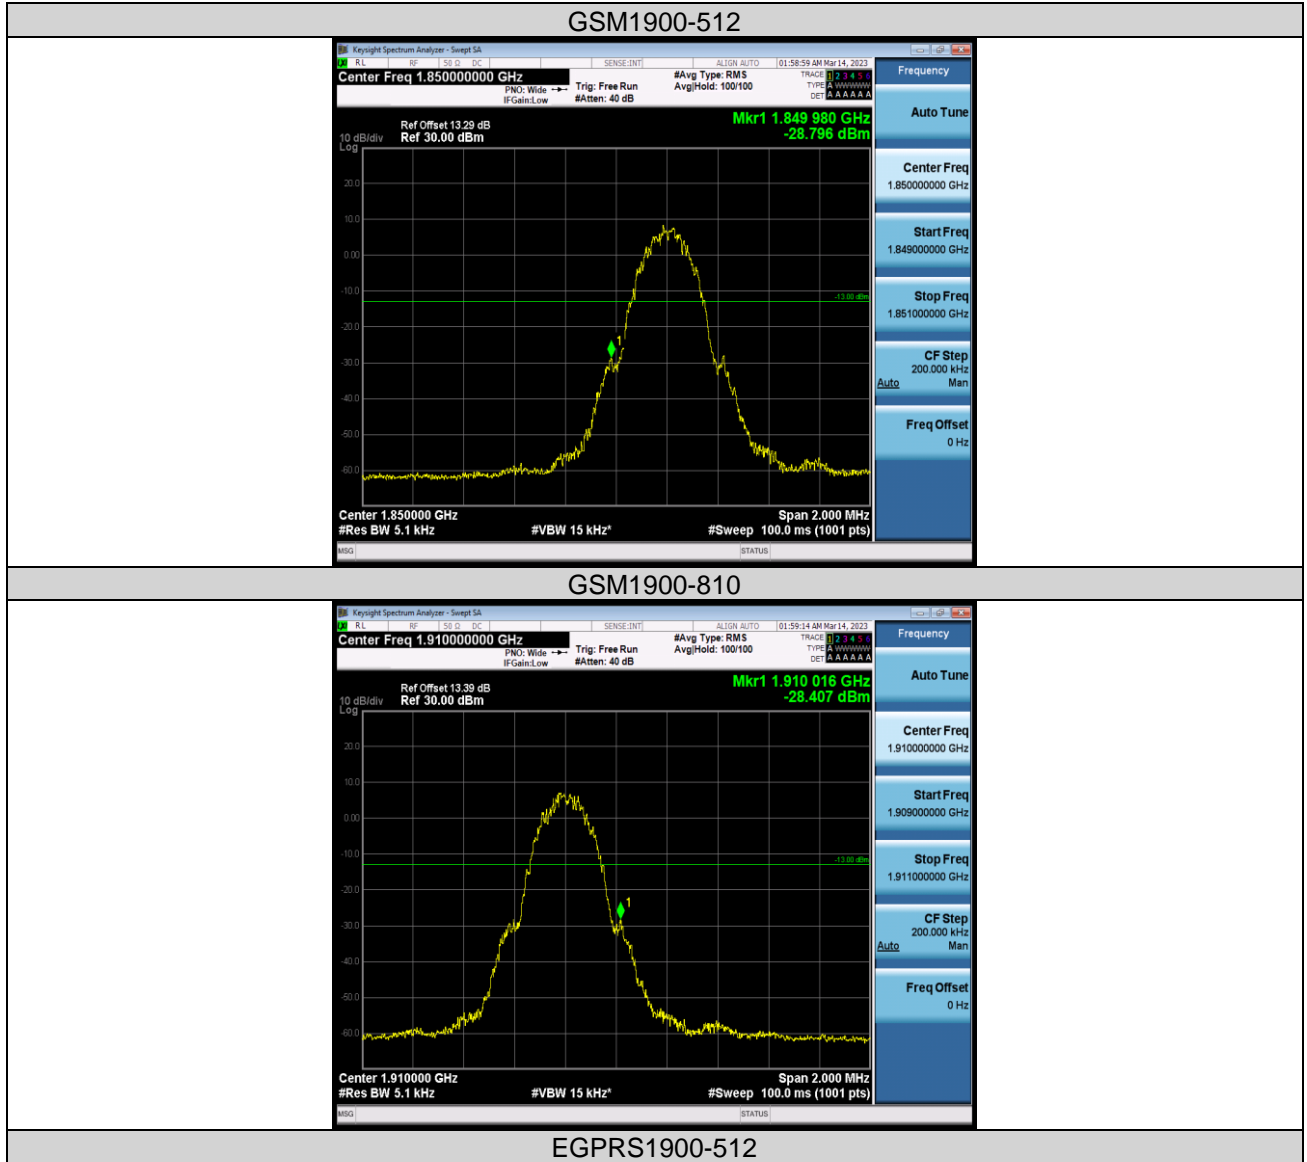 GSM1900-512
Keysight Spectrum Analyzer - Swept SA
RL RF 50 Ω DC SENSE:INT ALIGN AUTO 01:58:59 AM Mar 14, 2023
Center Freq 1.850000000 GHz
PNO: Wide
IFGain:Low
Trig: Free Run
#Atten: 40 dB
#Avg Type: RMS
Avg|Hold: 100/100
TRACE 1 2 3 4 5 6
TYPE A WWWWW
DET A A A A A A
Frequency
Auto Tune
Mkr1 1.849 980 GHz
-28.796 dBm
Ref Offset 13.29 dB
10 dB/div Ref 30.00 dBm
Log
20.0
10.0
0.00
-10.0
-20.0
-30.0
-40.0
-50.0
-60.0
-13.00 dBm
1
Center Freq
1.850000000 GHz
Start Freq
1.849000000 GHz
Stop Freq
1.851000000 GHz
CF Step
200.000 kHz
Auto Man
Freq Offset
0 Hz
Center 1.850000 GHz Span 2.000 MHz
#Res BW 5.1 kHz #VBW 15 kHz* #Sweep 100.0 ms (1001 pts)
MSG STATUS
GSM1900-810
Keysight Spectrum Analyzer - Swept SA
RL RF 50 Ω DC SENSE:INT ALIGN AUTO 01:59:14 AM Mar 14, 2023
Center Freq 1.910000000 GHz
PNO: Wide
IFGain:Low
Trig: Free Run
#Atten: 40 dB
#Avg Type: RMS
Avg|Hold: 100/100
TRACE 1 2 3 4 5 6
TYPE A WWWWW
DET A A A A A A
Frequency
Auto Tune
Mkr1 1.910 016 GHz
-28.407 dBm
Ref Offset 13.39 dB
10 dB/div Ref 30.00 dBm
Log
20.0
10.0
0.00
-10.0
-20.0
-30.0
-40.0
-50.0
-60.0
-13.00 dBm
1
Center Freq
1.910000000 GHz
Start Freq
1.909000000 GHz
Stop Freq
1.911000000 GHz
CF Step
200.000 kHz
Auto Man
Freq Offset
0 Hz
Center 1.910000 GHz Span 2.000 MHz
#Res BW 5.1 kHz #VBW 15 kHz* #Sweep 100.0 ms (1001 pts)
MSG STATUS
EGPRS1900-512